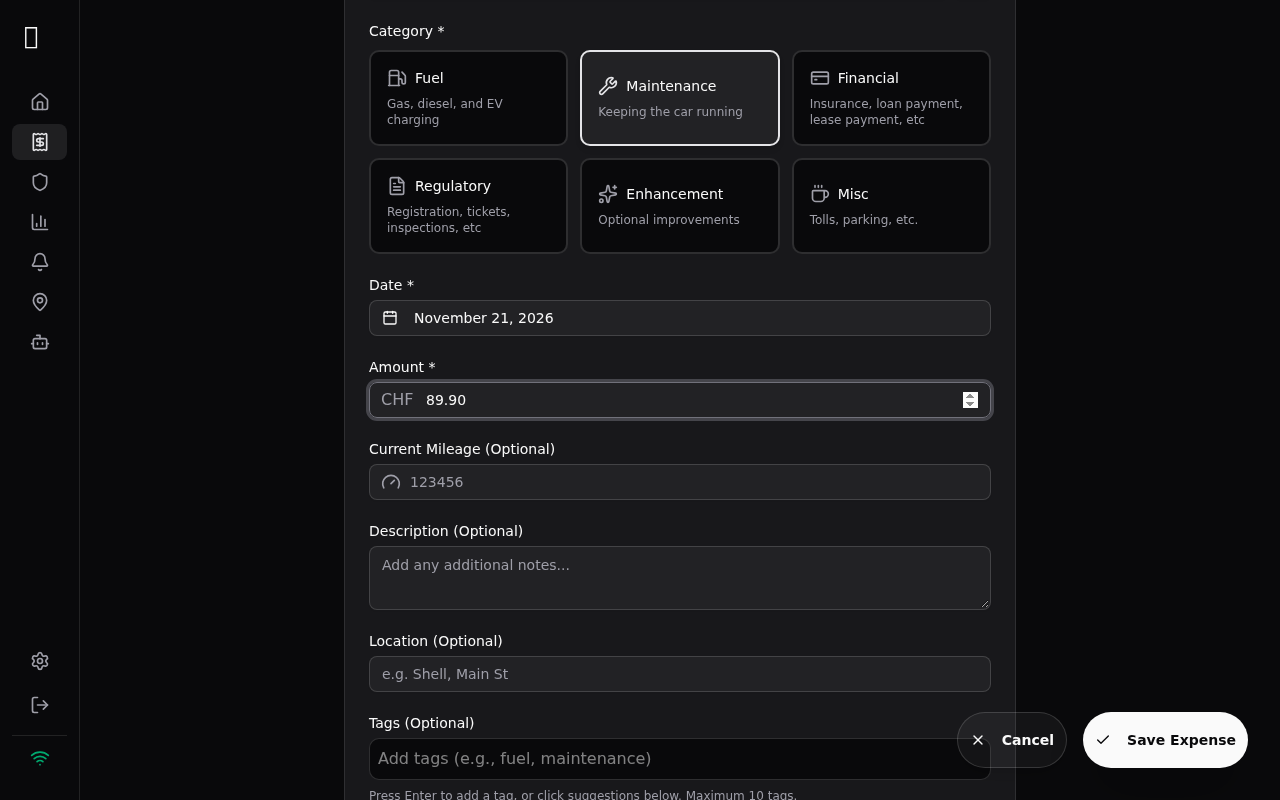 Category *
Fuel
Gas, diesel, and EV
charging
Maintenance
Keeping the car running
Financial
Insurance, loan payment,
lease payment, etc
Regulatory
Registration, tickets,
inspections, etc
Enhancement
Optional improvements
Misc
Tolls, parking, etc.
Date *
November 21, 2026
Amount *
CHF 89.90
Current Mileage (Optional)
123456
Description (Optional)
Add any additional notes...
Location (Optional)
e.g. Shell, Main St
Tags (Optional)
Add tags (e.g., fuel, maintenance)
Cancel
Save Expense
Press Enter to add a tag, or click suggestions below. Maximum 10 tags.